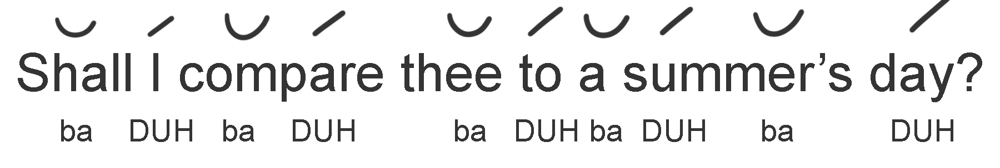 Shall I compare thee to a summer’s day?
ba DUH ba DUH ba DUH ba DUH ba DUH